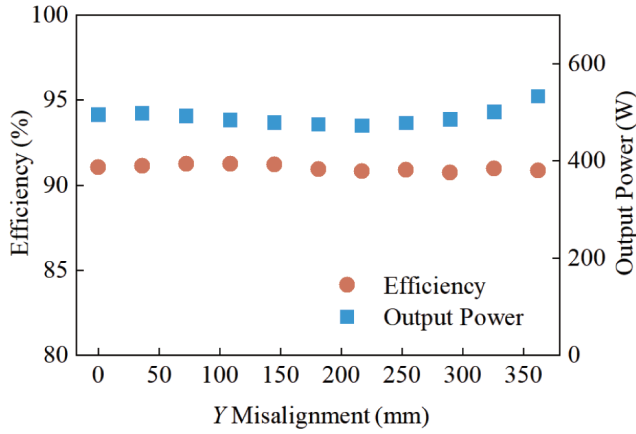 100
95
90
85
80
Efficiency (%)
600
400
200
0
Output Power (W)
Efficiency
Output Power
0 50 100 150 200 250 300 350
Y Misalignment (mm)